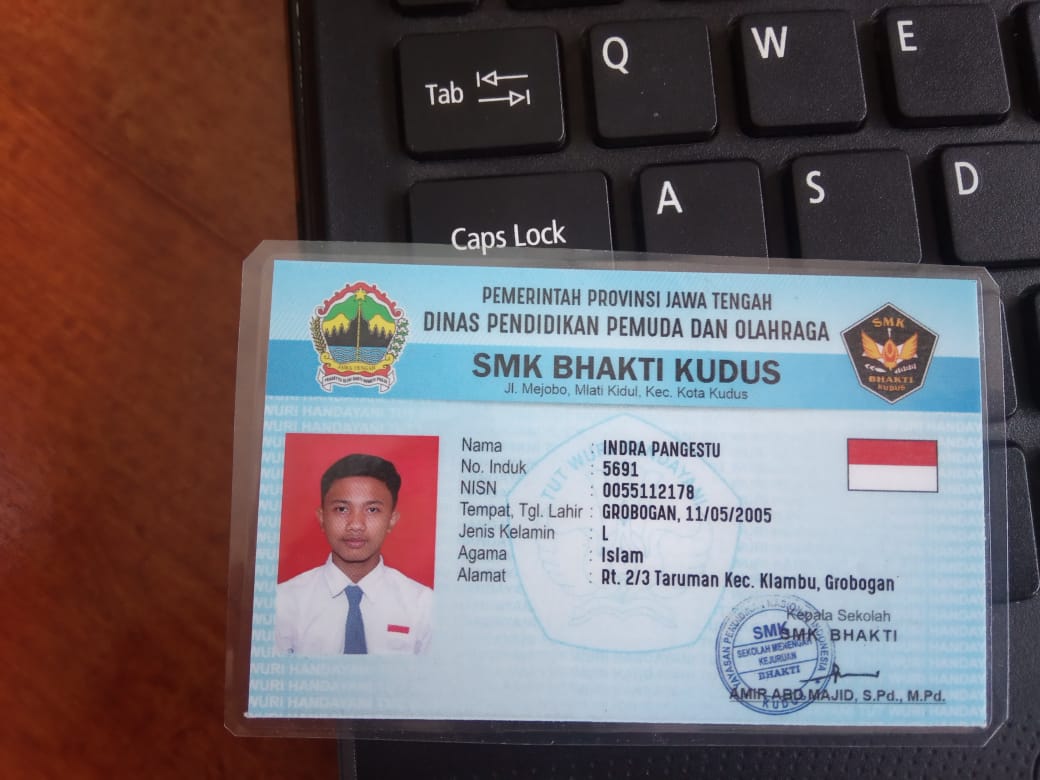 Tab
Q
W
E
Caps Lock
A
S
D
PEMERINTAH PROVINSI JAWA TENGAH
DINAS PENDIDIKAN PEMUDA DAN OLAHRAGA
SMK BHAKTI KUDUS
Jl. Mejobo, Mlati Kidul, Kec. Kota Kudus
JAWA TENGAH
SMK
BHAKTI
KUDUS
WURI HANDAYANI
Nama : INDRA PANGESTU
No. Induk : 5691
NISN : 0055112178
Tempat, Tgl. Lahir : GROBOGAN, 11/05/2005
Jenis Kelamin : L
Agama : Islam
Alamat : Rt. 2/3 Taruman Kec. Klambu, Grobogan
TUT WURI HANDAYANI
Kepala Sekolah
SMK BHAKTI
YAYASAN PENDIDIKAN NASIONAL INDONESIA
SMK
SEKOLAH MENENGAH
KEJURUAN
BHAKTI
KUDUS
AMIR ABD MAJID, S.Pd., M.Pd.